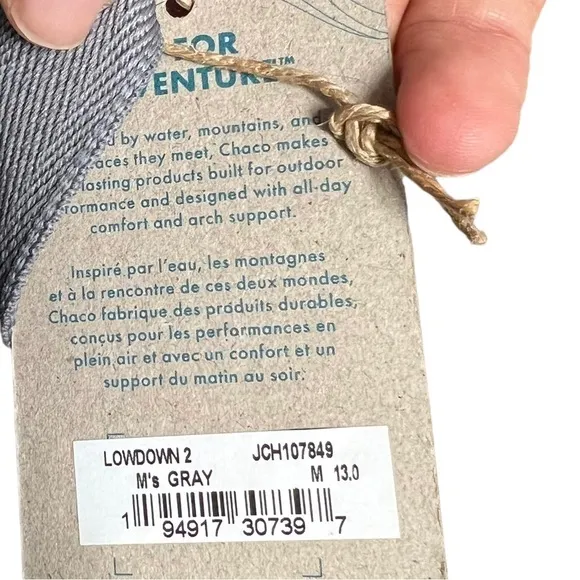 FOR
VENTURE™
by water, mountains, and
aces they meet, Chaco makes
lasting products built for outdoor
formance and designed with all-day
comfort and arch support.
Inspiré par l'eau, les montagnes
et à la rencontre de ces deux mondes,
Chaco fabrique des produits durables,
conçus pour les performances en
plein air et avec un confort et un
support du matin au soir.
LOWDOWN 2 JCH107849
M's GRAY M 13.0
1 94917 30739 7